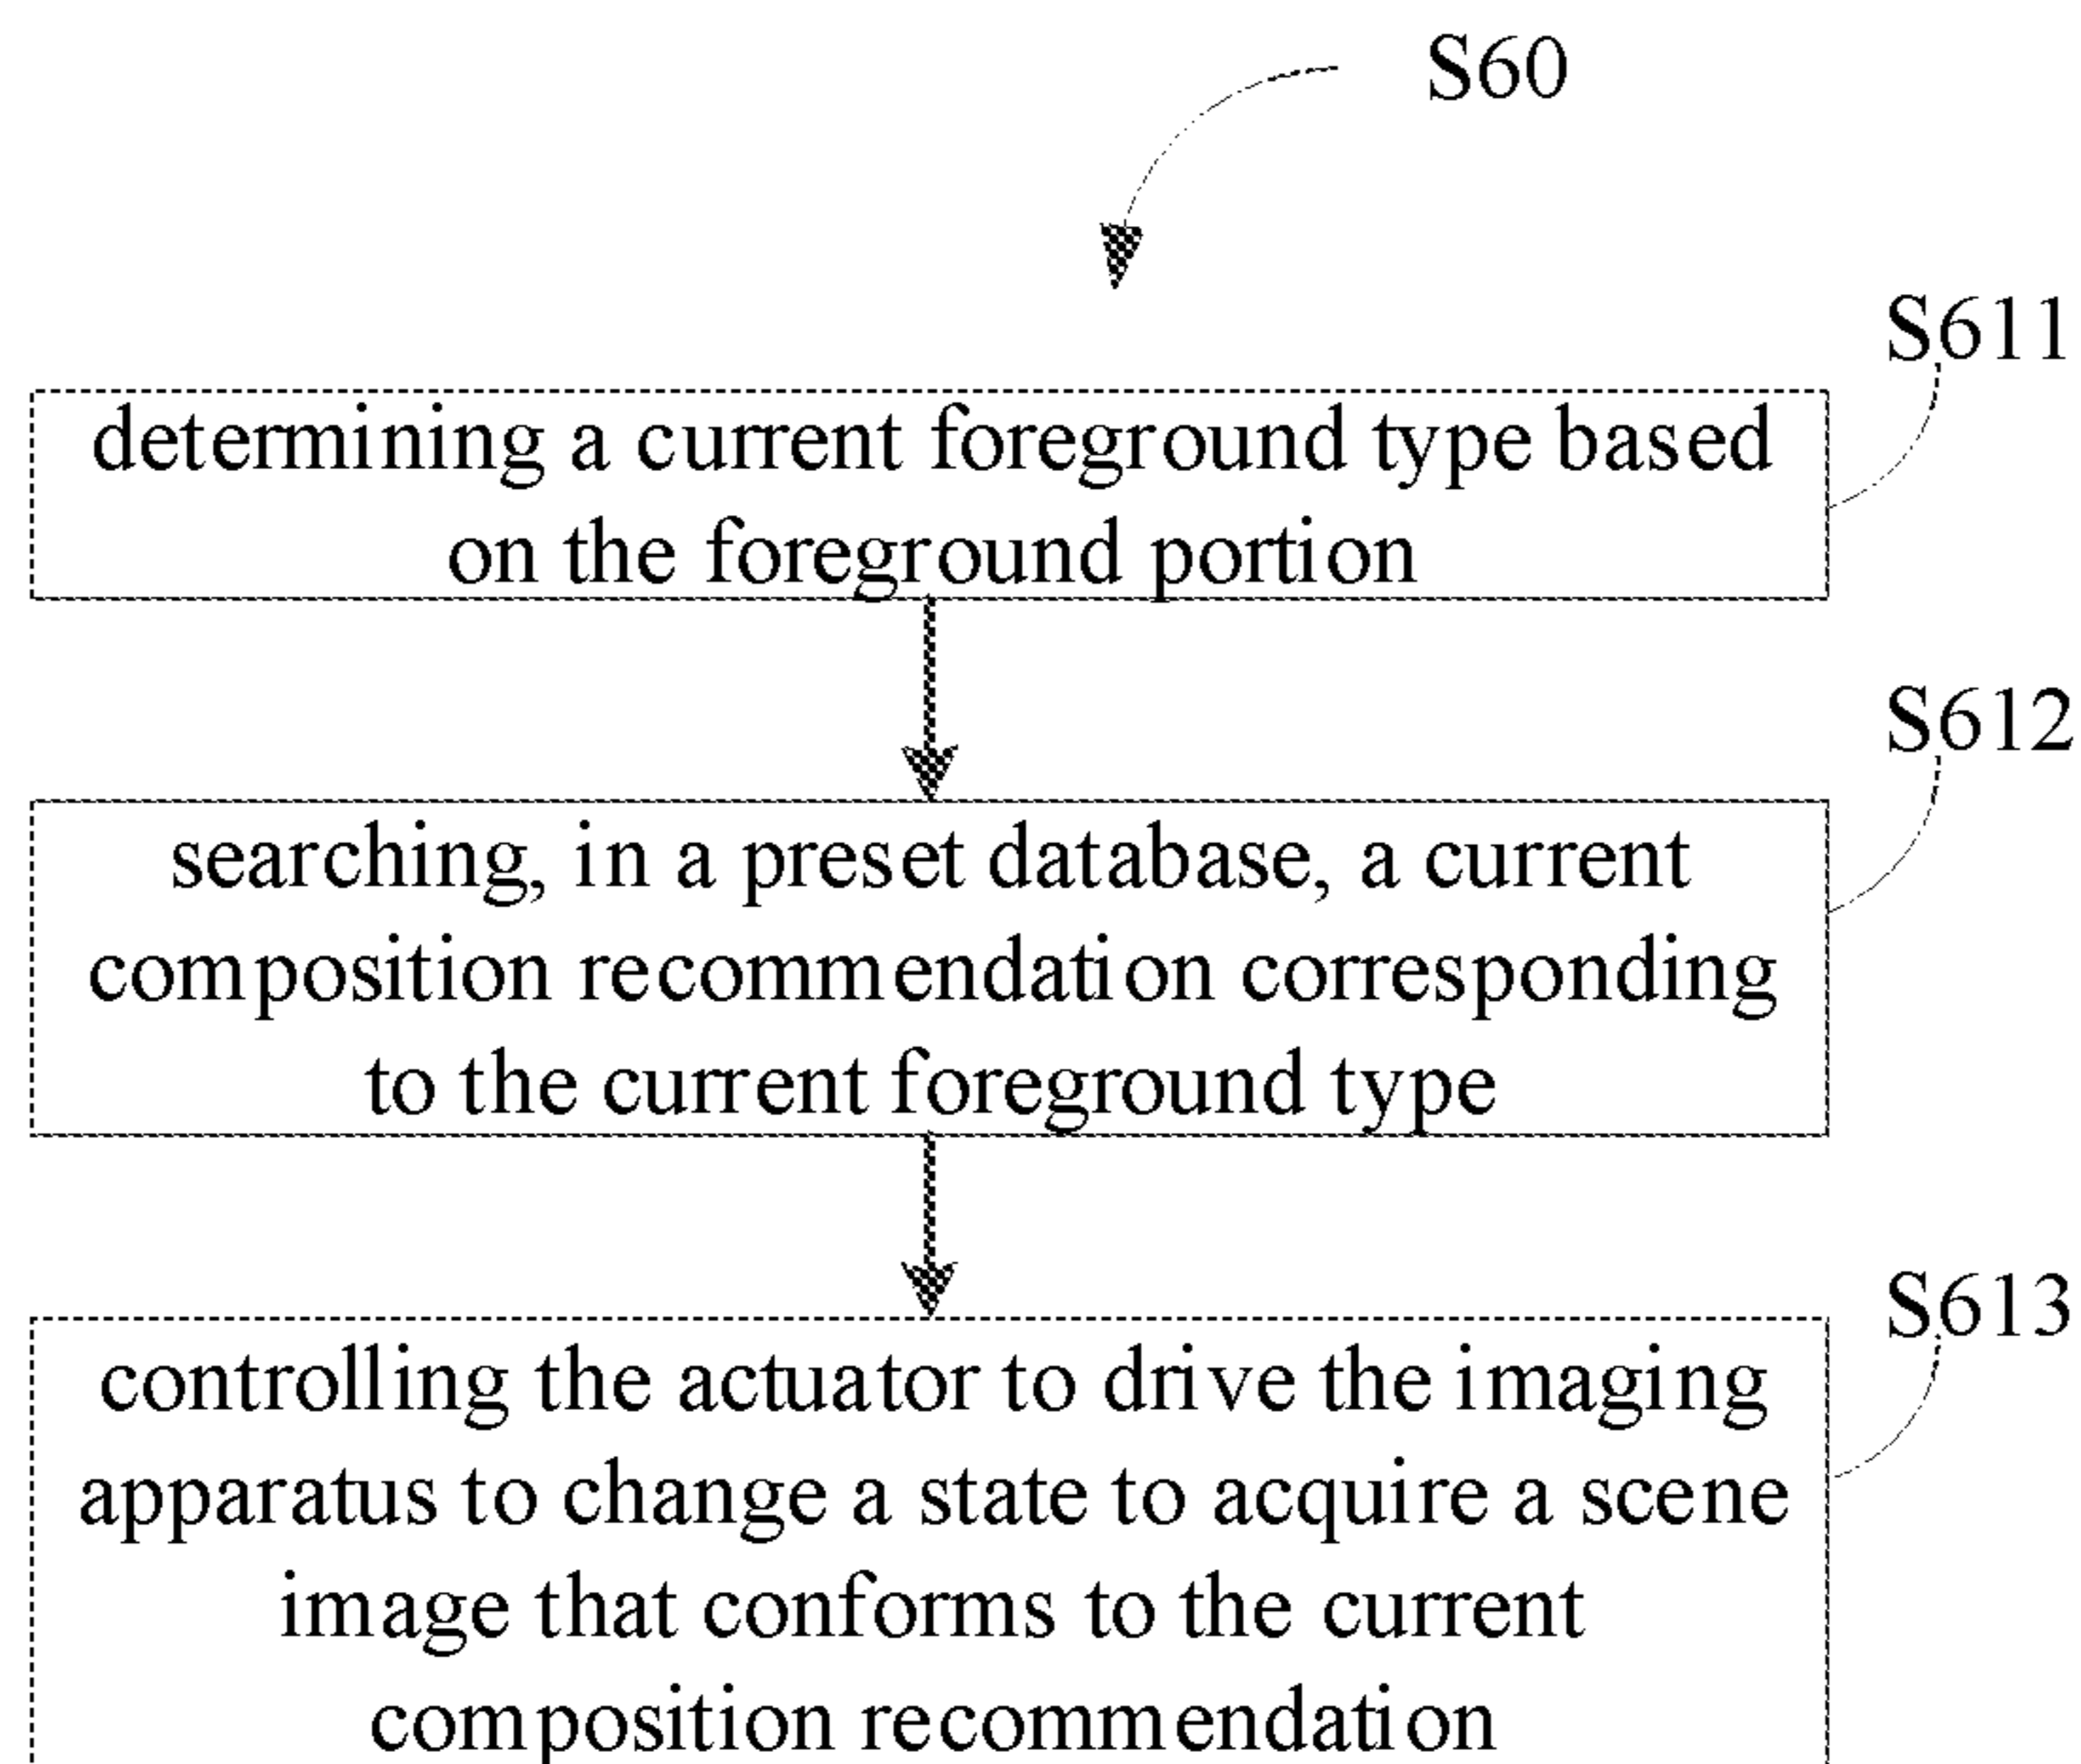 S60
S611
determining a current foreground type based
on the foreground portion
S612
searching, in a preset database, a current
composition recommendation corresponding
to the current foreground type
S613
controlling the actuator to drive the imaging
apparatus to change a state to acquire a scene
image that conforms to the current
composition recommendation